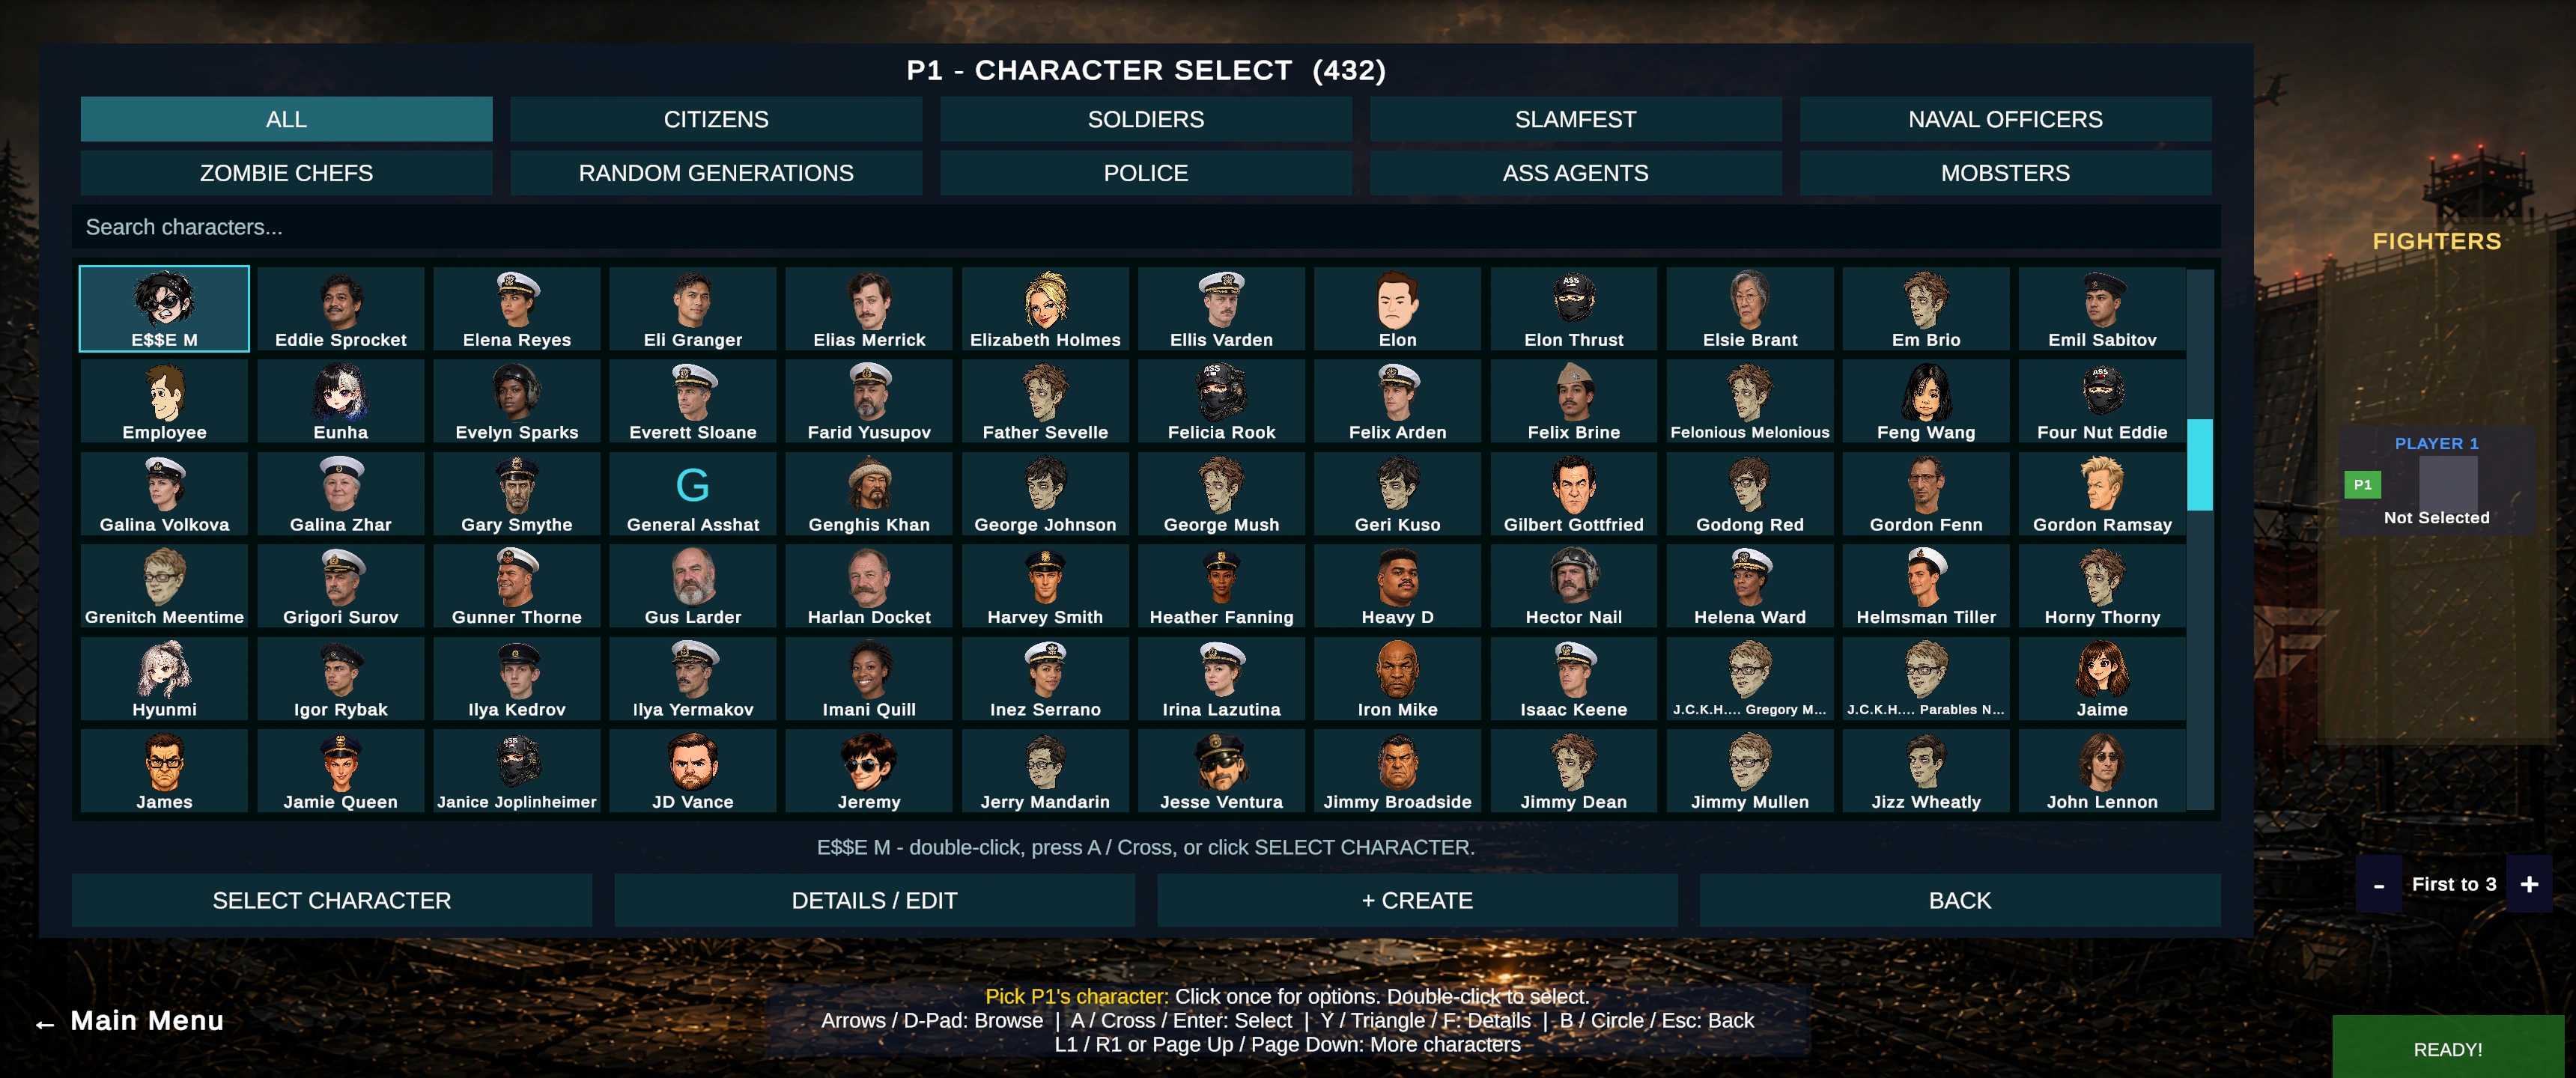 P1 - CHARACTER SELECT (432)
ALL CITIZENS SOLDIERS SLAMFEST NAVAL OFFICERS
ZOMBIE CHEFS RANDOM GENERATIONS POLICE ASS AGENTS MOBSTERS
Search characters...
E$$E M Eddie Sprocket Elena Reyes Eli Granger Elias Merrick Elizabeth Holmes Ellis Varden Elon Elon Thrust Elsie Brant Em Brio Emil Sabitov
Employee Eunha Evelyn Sparks Everett Sloane Farid Yusupov Father Sevelle Felicia Rook Felix Arden Felix Brine Felonious Melonious Feng Wang Four Nut Eddie
G
Galina Volkova Galina Zhar Gary Smythe General Asshat Genghis Khan George Johnson George Mush Geri Kuso Gilbert Gottfried Godong Red Gordon Fenn Gordon Ramsay
Grenitch Meentime Grigori Surov Gunner Thorne Gus Larder Harlan Docket Harvey Smith Heather Fanning Heavy D Hector Nail Helena Ward Helmsman Tiller Horny Thorny
Hyunmi Igor Rybak Ilya Kedrov Ilya Yermakov Imani Quill Inez Serrano Irina Lazutina Iron Mike Isaac Keene J.C.K.H.... Gregory M... J.C.K.H.... Parables N... Jaime
James Jamie Queen Janice Joplinheimer JD Vance Jeremy Jerry Mandarin Jesse Ventura Jimmy Broadside Jimmy Dean Jimmy Mullen Jizz Wheatly John Lennon
E$$E M - double-click, press A / Cross, or click SELECT CHARACTER.
SELECT CHARACTER DETAILS / EDIT + CREATE BACK
FIGHTERS
PLAYER 1
P1
Not Selected
- First to 3 +
← Main Menu
Pick P1's character: Click once for options. Double-click to select.
Arrows / D-Pad: Browse | A / Cross / Enter: Select | Y / Triangle / F: Details | B / Circle / Esc: Back
L1 / R1 or Page Up / Page Down: More characters
READY!